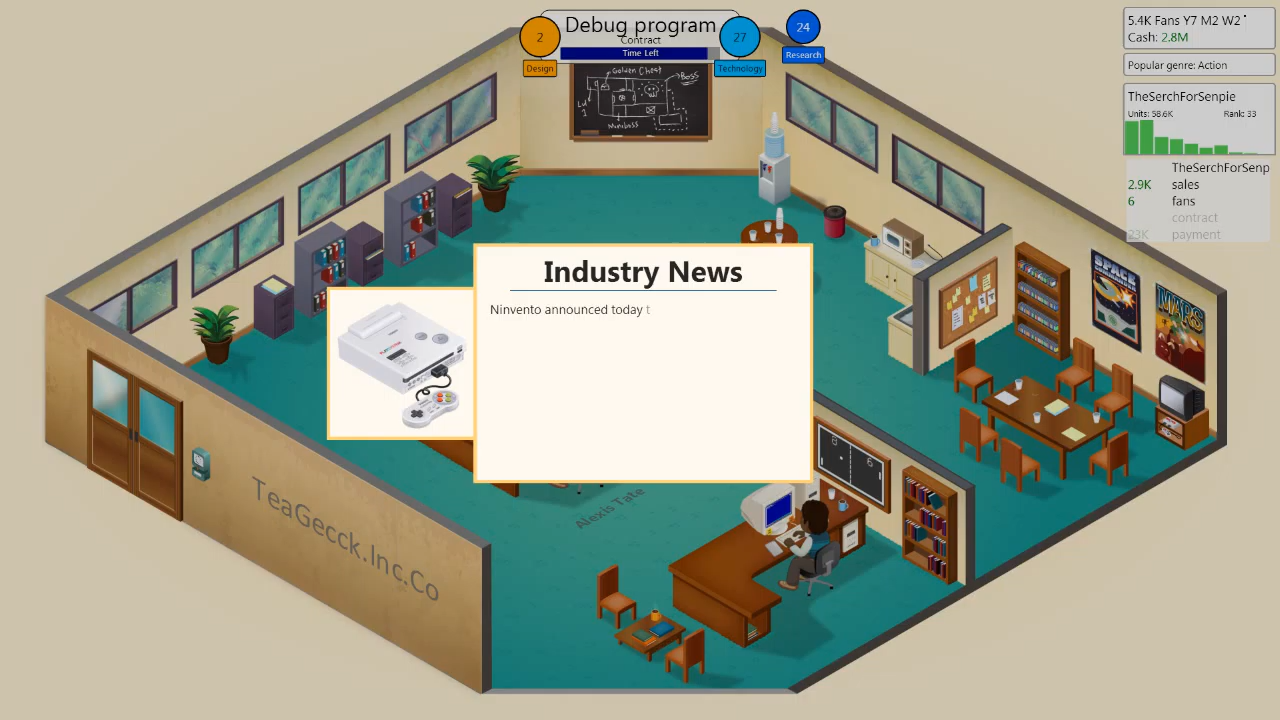 Debug program
Contract
Time Left
2
Design
27
Technology
24
Research
5.4K Fans Y7 M2 W2
Cash: 2.8M
Popular genre: Action
TheSerchForSenpie
Units: 58.6K Rank: 33
TheSerchForSenp
2.9K sales
6 fans
contract
23K payment
Golden Chest
Boss
Lvl 1
Miniboss
SPACE
MARS
Industry News
Ninvento announced today t
Alexis Tate
TeaGecck.Inc.Co